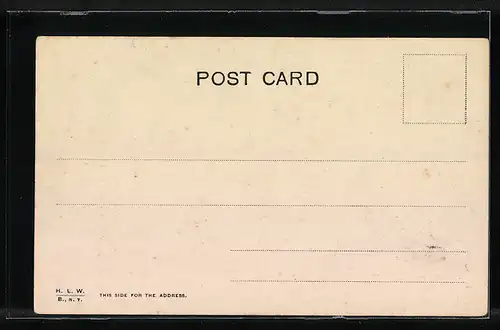 POST CARD
H. L. W.
B., N. Y.
THIS SIDE FOR THE ADDRESS.